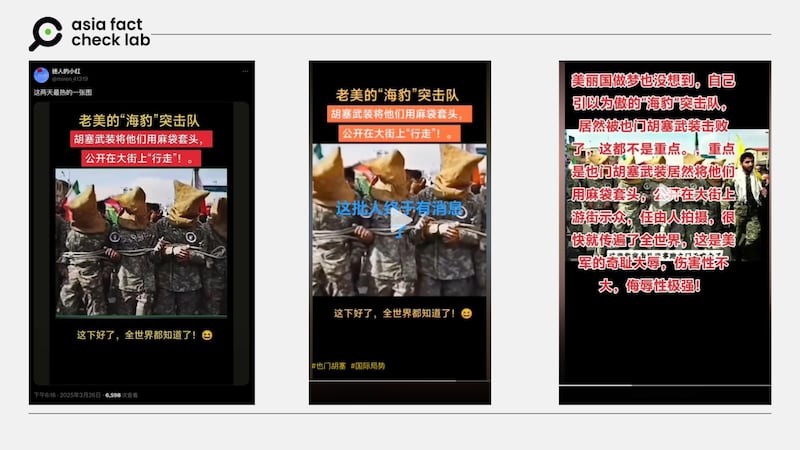 asia fact
check lab
迷人的小红
这两天最热的一张图
老美的“海豹”突击队
胡塞武装将他们用麻袋套头，
公开在大街上“行走”！。
这下好了，全世界都知道了！😆
下午6:16 · 2025年3月26日 · 6,598 次查看
老美的“海豹”突击队
胡塞武装将他们用麻袋套头，
公开在大街上“行走”！。
这批人终于有消息
了
这下好了，全世界都知道了！😆
#也门胡塞 #国际局势
美丽国做梦也没想到，自己
引以为傲的“海豹”突击队，
居然被也门胡塞武装击败
了，这都不是重点。，重点
是也门胡塞武装居然将他们
用麻袋套头，公开在大街上
游街示众，任由人拍摄，很
快就传遍了全世界，这是美
军的奇耻大辱，伤害性不
大，侮辱性极强！